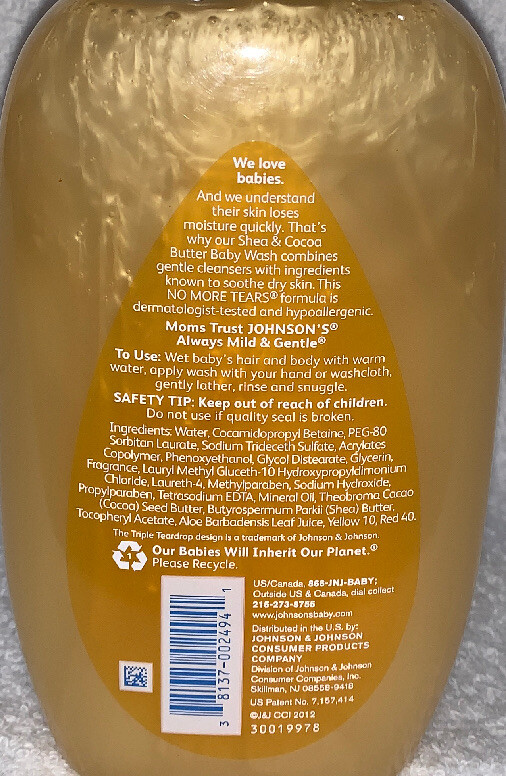 We love
babies.
And we understand
their skin loses
moisture quickly. That's
why our Shea & Cocoa
Butter Baby Wash combines
gentle cleansers with ingredients
known to soothe dry skin. This
NO MORE TEARS® formula is
dermatologist-tested and hypoallergenic.
Moms Trust JOHNSON'S®
Always Mild & Gentle®
To Use: Wet baby's hair and body with warm
water, apply wash with your hand or washcloth,
gently lather, rinse and snuggle.
SAFETY TIP: Keep out of reach of children.
Do not use if quality seal is broken.
Ingredients: Water, Cocamidopropyl Betaine, PEG-80
Sorbitan Laurate, Sodium Trideceth Sulfate, Acrylates
Copolymer, Phenoxyethanol, Glycol Distearate, Glycerin,
Fragrance, Lauryl Methyl Gluceth-10 Hydroxypropyldimonium
Chloride, Laureth-4, Methylparaben, Sodium Hydroxide,
Propylparaben, Tetrasodium EDTA, Mineral Oil, Theobroma Cacao
(Cocoa) Seed Butter, Butyrospermum Parkii (Shea) Butter,
Tocopheryl Acetate, Aloe Barbadensis Leaf Juice, Yellow 10, Red 40.
The Triple Teardrop design is a trademark of Johnson & Johnson.
1
Our Babies Will Inherit Our Planet.®
Please Recycle.
US/Canada, 866-JNJ-BABY;
Outside US & Canada, dial collect
215-273-8755
www.johnsonsbaby.com
Distributed in the U.S. by:
JOHNSON & JOHNSON
CONSUMER PRODUCTS
COMPANY
Division of Johnson & Johnson
Consumer Companies, Inc.
Skillman, NJ 08558-9418
US Patent No. 7,157,414
©J&J CCI 2012
30019978
3 8137-002494 1